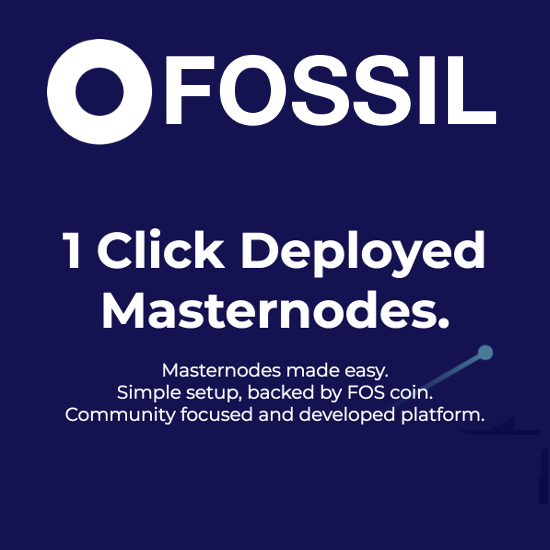 FOSSIL
1 Click Deployed
Masternodes.
Masternodes made easy.
Simple setup, backed by FOS coin.
Community focused and developed platform.